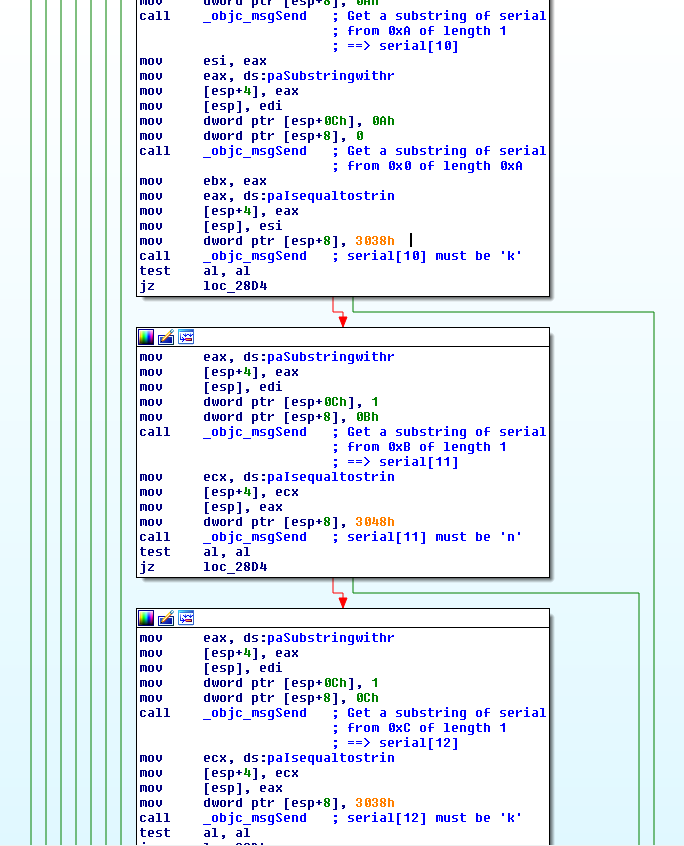 mov dword ptr [esp+8], 0Ah
call _objc_msgSend ; Get a substring of serial
; from 0xA of length 1
; ==> serial[10]
mov esi, eax
mov eax, ds:paSubstringwithr
mov [esp+4], eax
mov [esp], edi
mov dword ptr [esp+0Ch], 0Ah
mov dword ptr [esp+8], 0
call _objc_msgSend ; Get a substring of serial
; from 0x0 of length 0xA
mov ebx, eax
mov eax, ds:paIsequaltostrin
mov [esp+4], eax
mov [esp], esi
mov dword ptr [esp+8], 3038h
call _objc_msgSend ; serial[10] must be 'k'
test al, al
jz loc_28D4
mov eax, ds:paSubstringwithr
mov [esp+4], eax
mov [esp], edi
mov dword ptr [esp+0Ch], 1
mov dword ptr [esp+8], 0Bh
call _objc_msgSend ; Get a substring of serial
; from 0xB of length 1
; ==> serial[11]
mov ecx, ds:paIsequaltostrin
mov [esp+4], ecx
mov [esp], eax
mov dword ptr [esp+8], 3048h
call _objc_msgSend ; serial[11] must be 'n'
test al, al
jz loc_28D4
mov eax, ds:paSubstringwithr
mov [esp+4], eax
mov [esp], edi
mov dword ptr [esp+0Ch], 1
mov dword ptr [esp+8], 0Ch
call _objc_msgSend ; Get a substring of serial
; from 0xC of length 1
; ==> serial[12]
mov ecx, ds:paIsequaltostrin
mov [esp+4], ecx
mov [esp], eax
mov dword ptr [esp+8], 3038h
call _objc_msgSend ; serial[12] must be 'k'
test al, al